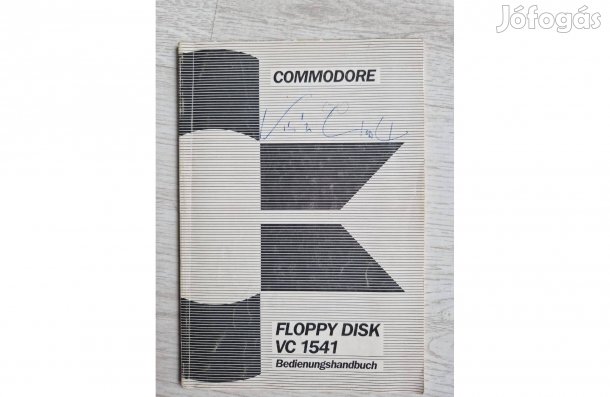 Jófogás
COMMODORE
FLOPPY DISK
VC 1541
Bedienungshandbuch